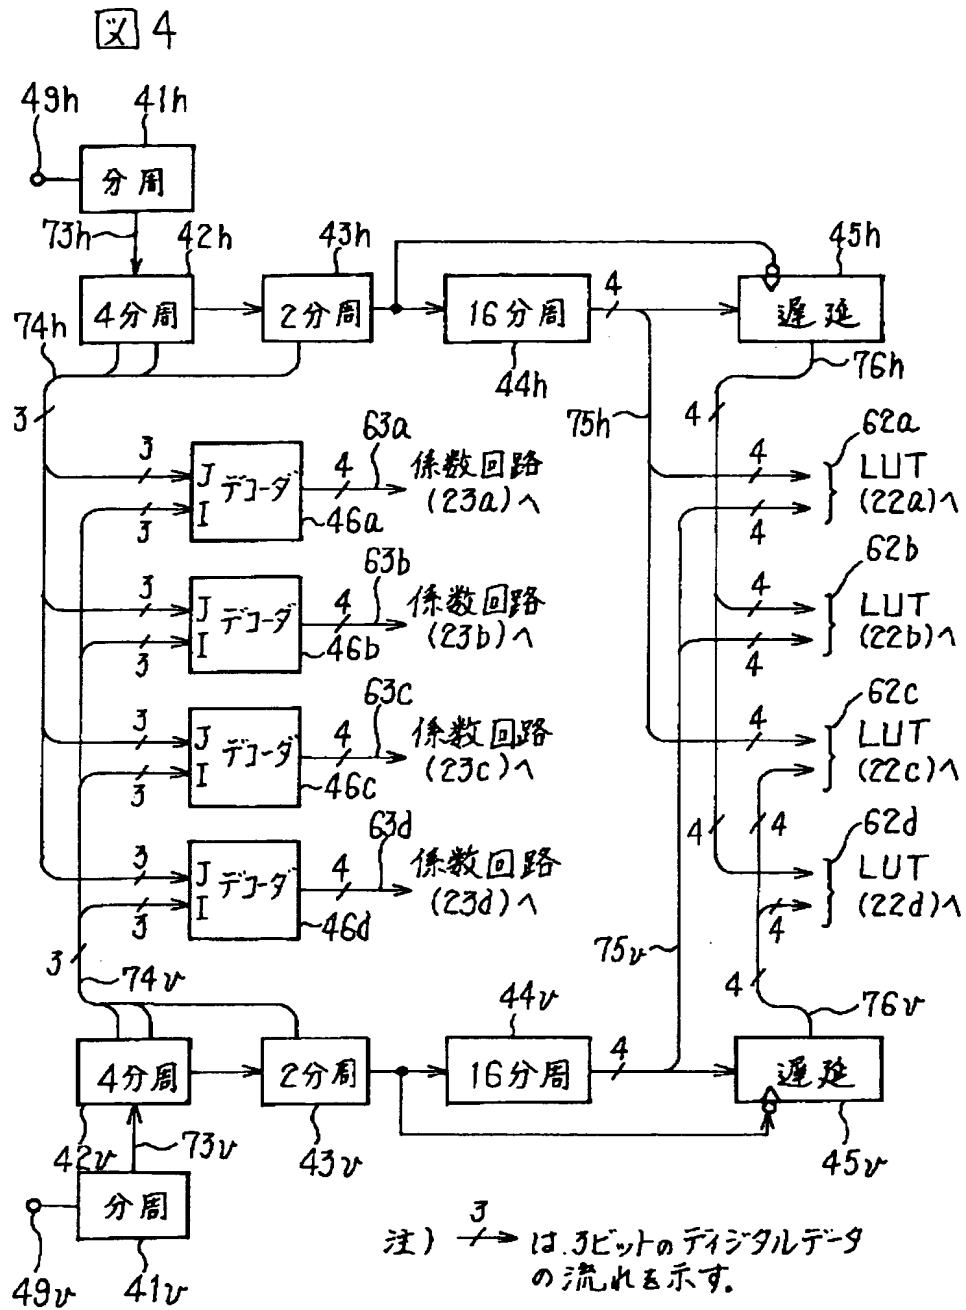 図4
49h 41h
分周
73h 42h 43h 45h
4分周 2分周 16分周 4 遅延
74h 44h 76h
3 75h 4
3 J デコーダ 4 63a 係数回路 4 62a LUT
3 I 46a (23a)へ 4 (22a)へ
3 J デコーダ 4 63b 係数回路 4 62b LUT
3 I 46b (23b)へ 4 (22b)へ
3 J デコーダ 4 63c 係数回路 4 62c LUT
3 I 46c (23c)へ (22c)へ
4 4 62d
3 J デコーダ 4 63d 係数回路 LUT
3 I 46d (23d)へ 4 (22d)へ
3 74v 75v 4
44v 76v
4分周 2分周 16分周 4 遅延
42v 73v 43v 45v
分周
49v 41v
注) 3 は3ビットのディジタルデータ
の流れを示す。